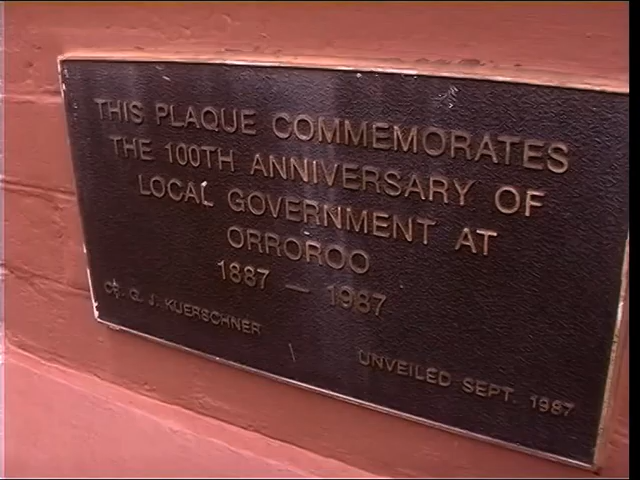 THIS PLAQUE COMMEMORATES
THE 100TH ANNIVERSARY OF
LOCAL GOVERNMENT AT
ORROROO
1887 — 1987
CR. G. J. KUERSCHNER
UNVEILED SEPT. 1987